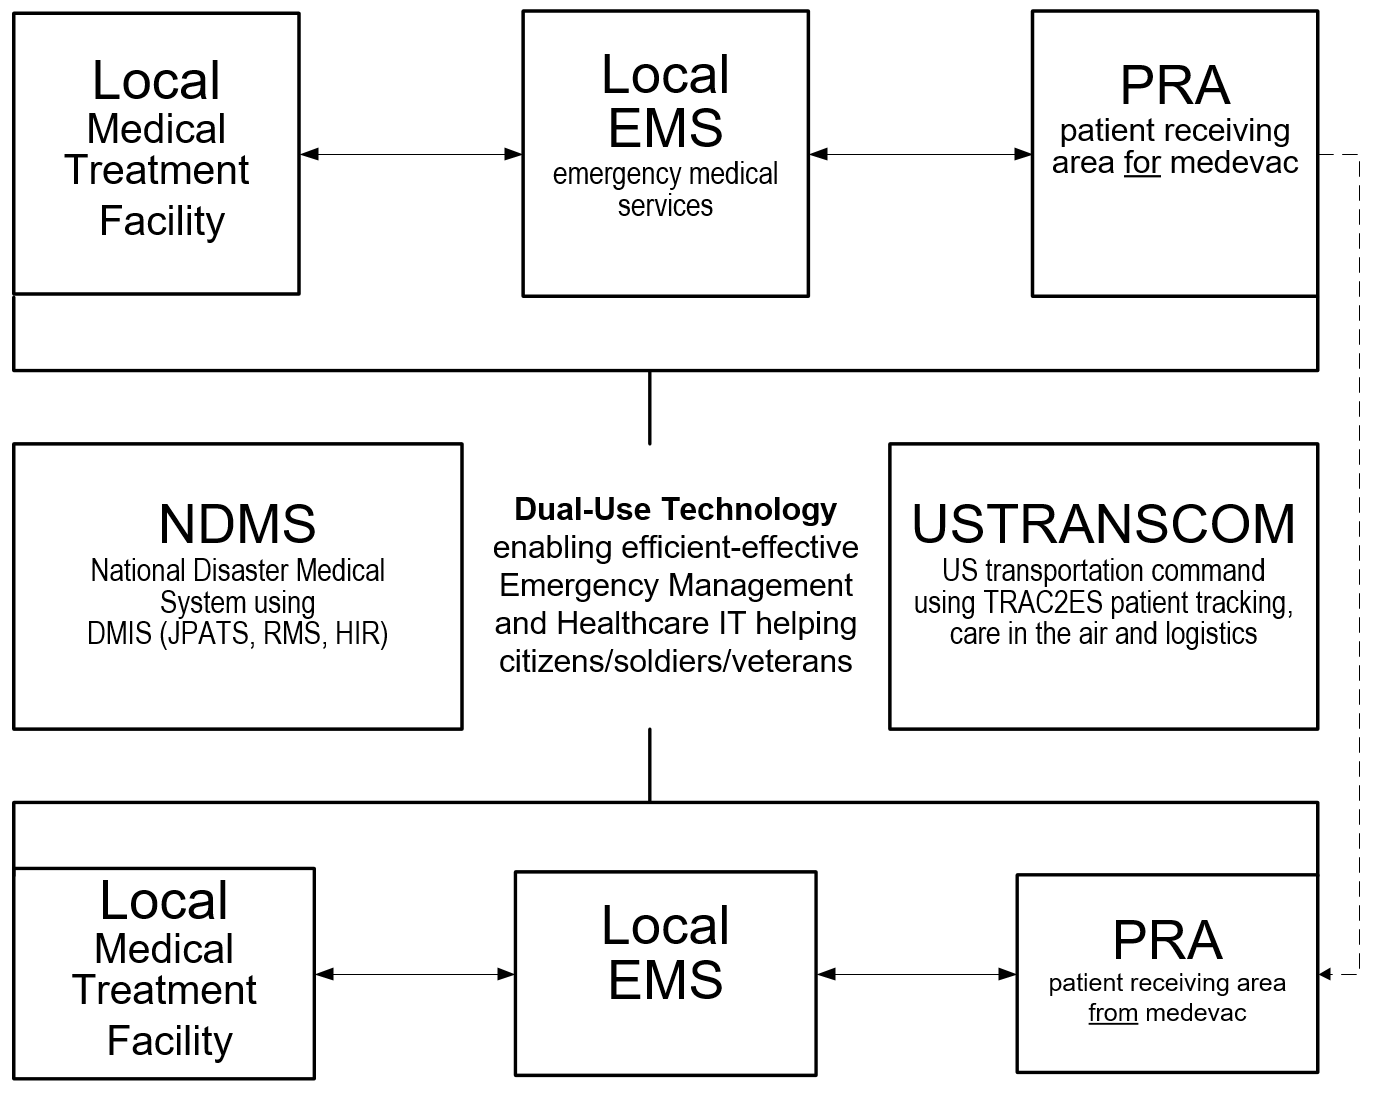 Local
Medical
Treatment
Facility
Local
EMS
emergency medical
services
PRA
patient receiving
area for medevac
NDMS
National Disaster Medical
System using
DMIS (JPATS, RMS, HIR)
Dual-Use Technology
enabling efficient-effective
Emergency Management
and Healthcare IT helping
citizens/soldiers/veterans
USTRANSCOM
US transportation command
using TRAC2ES patient tracking,
care in the air and logistics
Local
Medical
Treatment
Facility
Local
EMS
PRA
patient receiving area
from medevac